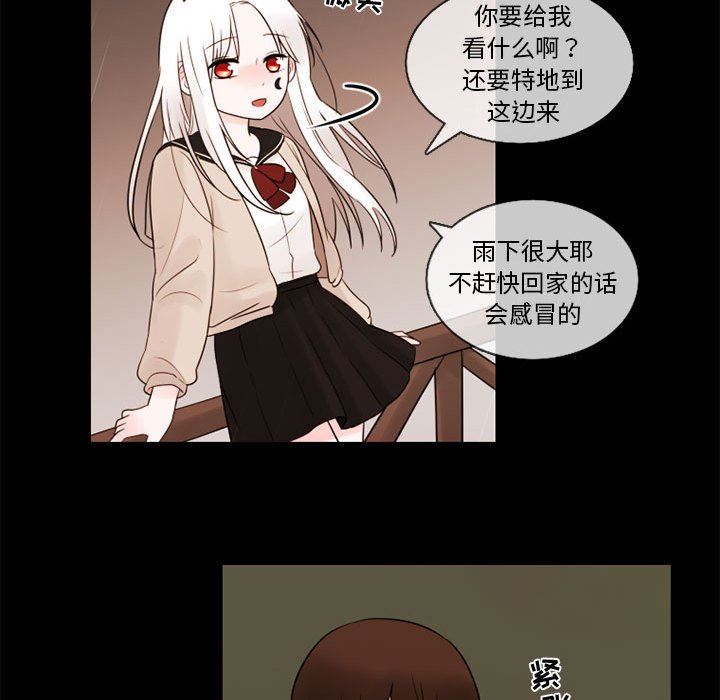 你要给我
看什么啊？
还要特地到
这边来
雨下很大耶
不赶快回家的话
会感冒的
紧